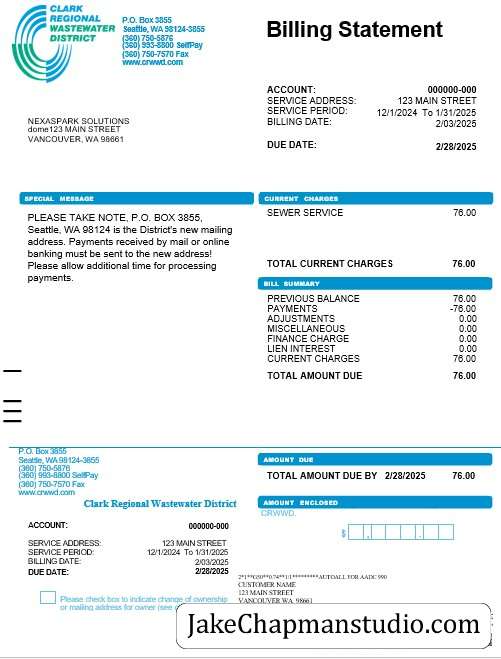 CLARK
REGIONAL
WASTEWATER
DISTRICT
P.O. Box 3855
Seattle, WA 98124-3855
(360) 750-5876
(360) 993-8800 SelfPay
(360) 750-7570 Fax
www.crwwd.com
Billing Statement
ACCOUNT: 000000-000
SERVICE ADDRESS: 123 MAIN STREET
SERVICE PERIOD: 12/1/2024 To 1/31/2025
BILLING DATE: 2/03/2025
DUE DATE: 2/28/2025
NEXASPARK SOLUTIONS
dome123 MAIN STREET
VANCOUVER, WA 98661
SPECIAL MESSAGE
PLEASE TAKE NOTE, P.O. BOX 3855,
Seattle, WA 98124 is the District's new mailing
address. Payments received by mail or online
banking must be sent to the new address!
Please allow additional time for processing
payments.
CURRENT CHARGES
SEWER SERVICE 76.00
TOTAL CURRENT CHARGES 76.00
BILL SUMMARY
PREVIOUS BALANCE 76.00
PAYMENTS -76.00
ADJUSTMENTS 0.00
MISCELLANEOUS 0.00
FINANCE CHARGE 0.00
LIEN INTEREST 0.00
CURRENT CHARGES 76.00
TOTAL AMOUNT DUE 76.00
P.O. Box 3855
Seattle, WA 98124-3855
(360) 750-5876
(360) 993-8800 SelfPay
(360) 750-7570 Fax
www.crwwd.com
Clark Regional Wastewater District
ACCOUNT: 000000-000
SERVICE ADDRESS: 123 MAIN STREET
SERVICE PERIOD: 12/1/2024 To 1/31/2025
BILLING DATE: 2/03/2025
DUE DATE: 2/28/2025
Please check box to indicate change of ownership
or mailing address for owner (see
AMOUNT DUE
TOTAL AMOUNT DUE BY 2/28/2025 76.00
AMOUNT ENCLOSED
CRWWD.
CUSTOMER NAME
123 MAIN STREET
VANCOUVER WA 98661
JakeChapmanstudio.com